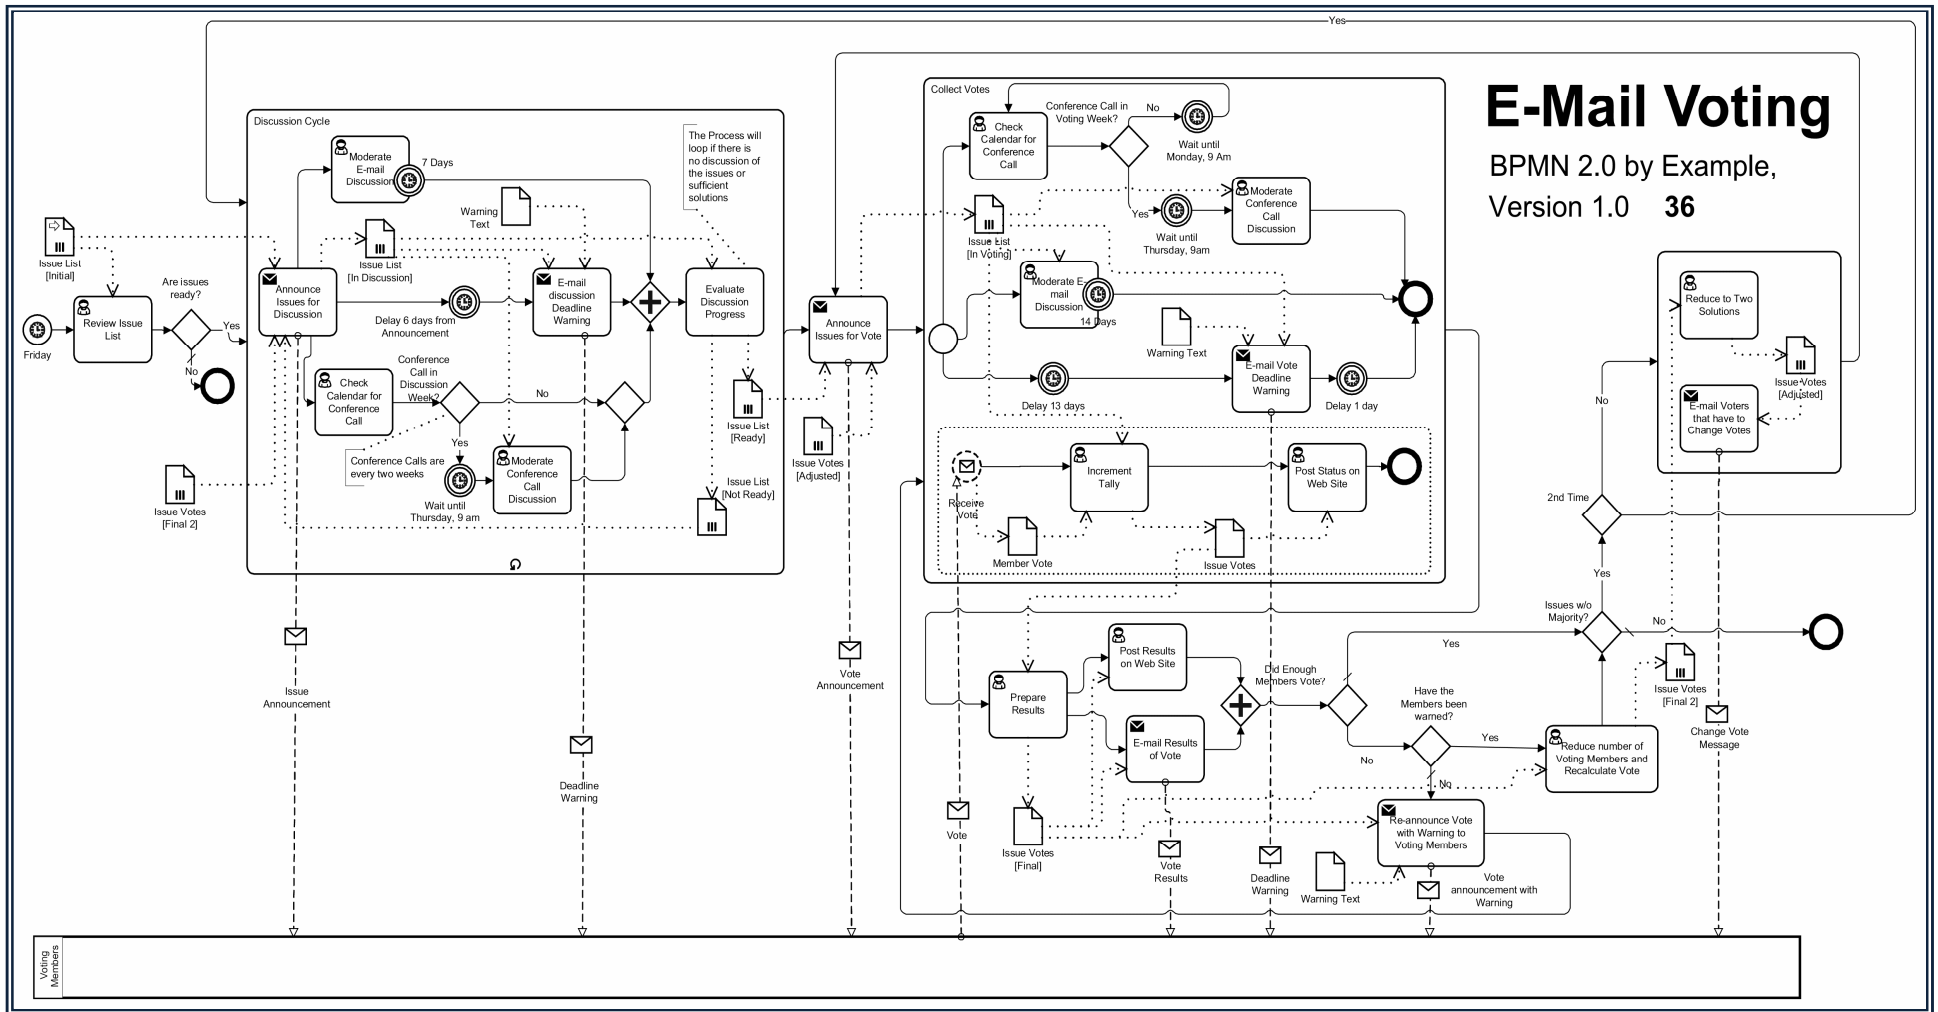 Yes
E-Mail Voting
BPMN 2.0 by Example,
Version 1.0 36
Discussion Cycle
Moderate
E-mail
Discussion
7 Days
The Process will
loop if there is
no discussion of
the issues or
sufficient
solutions
Warning
Text
Issue List
[Initial]
Issue List
[In Discussion]
Friday
Review Issue
List
Are issues
ready?
Yes
No
Announce
Issues for
Discussion
Delay 6 days from
Announcement
E-mail
discussion
Deadline
Warning
Evaluate
Discussion
Progress
Check
Calendar for
Conference
Call
Conference
Call in
Discussion
Week?
No
Yes
Conference Calls are
every two weeks
Wait until
Thursday, 9 am
Moderate
Conference
Call
Discussion
Issue List
[Ready]
Issue List
[Not Ready]
Issue Votes
[Final 2]
Issue Votes
[Adjusted]
Announce
Issues for Vote
Collect Votes
Check
Calendar for
Conference
Call
Conference Call in
Voting Week?
No
Wait until
Monday, 9 Am
Yes
Wait until
Thursday, 9am
Moderate
Conference
Call
Discussion
Issue List
[In Voting]
Moderate E-
mail
Discussion
14 Days
Warning Text
Delay 13 days
E-mail Vote
Deadline
Warning
Delay 1 day
Receive
Vote
Increment
Tally
Post Status on
Web Site
Member Vote
Issue Votes
Reduce to Two
Solutions
Issue Votes
[Adjusted]
E-mail Voters
that have to
Change Votes
No
2nd Time
Yes
Issues w/o
Majority?
No
Issue Votes
[Final 2]
Change Vote
Message
Issue
Announcement
Deadline
Warning
Vote
Announcement
Prepare
Results
Post Results
on Web Site
E-mail Results
of Vote
Did Enough
Members Vote?
Yes
No
Have the
Members been
warned?
Yes
No
Reduce number of
Voting Members and
Recalculate Vote
Re-announce Vote
with Warning to
Voting Members
Issue Votes
[Final]
Vote
Vote
Results
Deadline
Warning
Warning Text
Vote
announcement with
Warning
Voting
Members